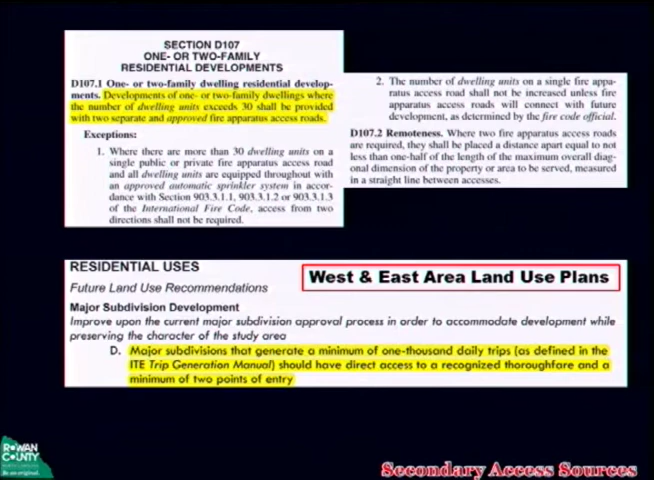 SECTION D107
ONE- OR TWO-FAMILY
RESIDENTIAL DEVELOPMENTS
D107.1 One- or two-family dwelling residential develop-
ments. Developments of one- or two-family dwellings where
the number of dwelling units exceeds 30 shall be provided
with two separate and approved fire apparatus access roads.
Exceptions:
1. Where there are more than 30 dwelling units on a
single public or private fire apparatus access road
and all dwelling units are equipped throughout with
an approved automatic sprinkler system in accor-
dance with Section 903.3.1.1, 903.3.1.2 or 903.3.1.3
of the International Fire Code, access from two
directions shall not be required.
2. The number of dwelling units on a single fire appa-
ratus access road shall not be increased unless fire
apparatus access roads will connect with future
development, as determined by the fire code official.
D107.2 Remoteness. Where two fire apparatus access roads
are required, they shall be placed a distance apart equal to not
less than one-half of the length of the maximum overall diag-
onal dimension of the property or area to be served, measured
in a straight line between accesses.
RESIDENTIAL USES
West & East Area Land Use Plans
Future Land Use Recommendations
Major Subdivision Development
Improve upon the current major subdivision approval process in order to accommodate development while
preserving the character of the study area
D. Major subdivisions that generate a minimum of one-thousand daily trips (as defined in the
ITE Trip Generation Manual) should have direct access to a recognized thoroughfare and a
minimum of two points of entry
ROWAN
COUNTY
Be an original.
Secondary Access Sources